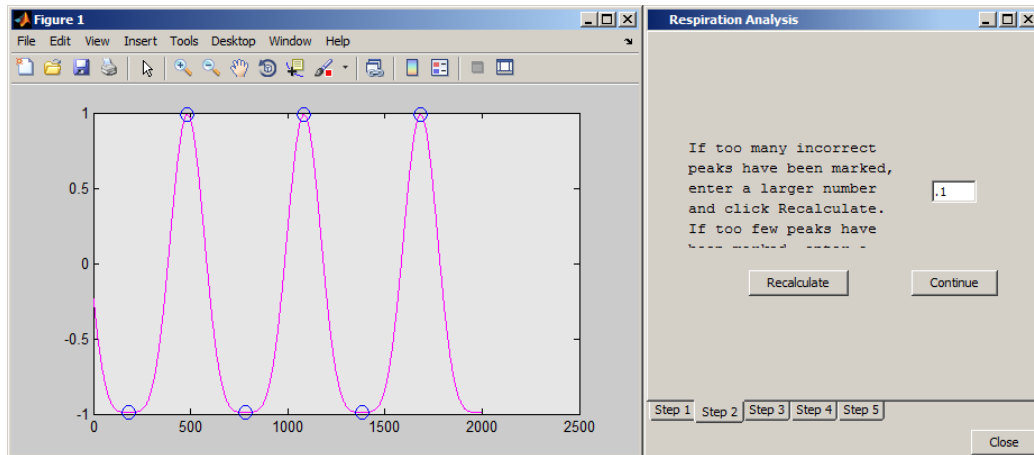 Figure 1
File Edit View Insert Tools Desktop Window Help
1
0.5
0
-0.5
-1
0 500 1000 1500 2000 2500
Respiration Analysis
If too many incorrect
peaks have been marked,
enter a larger number
and click Recalculate.
If too few peaks have
been marked, enter a
.1
Recalculate Continue
Step 1 Step 2 Step 3 Step 4 Step 5
Close